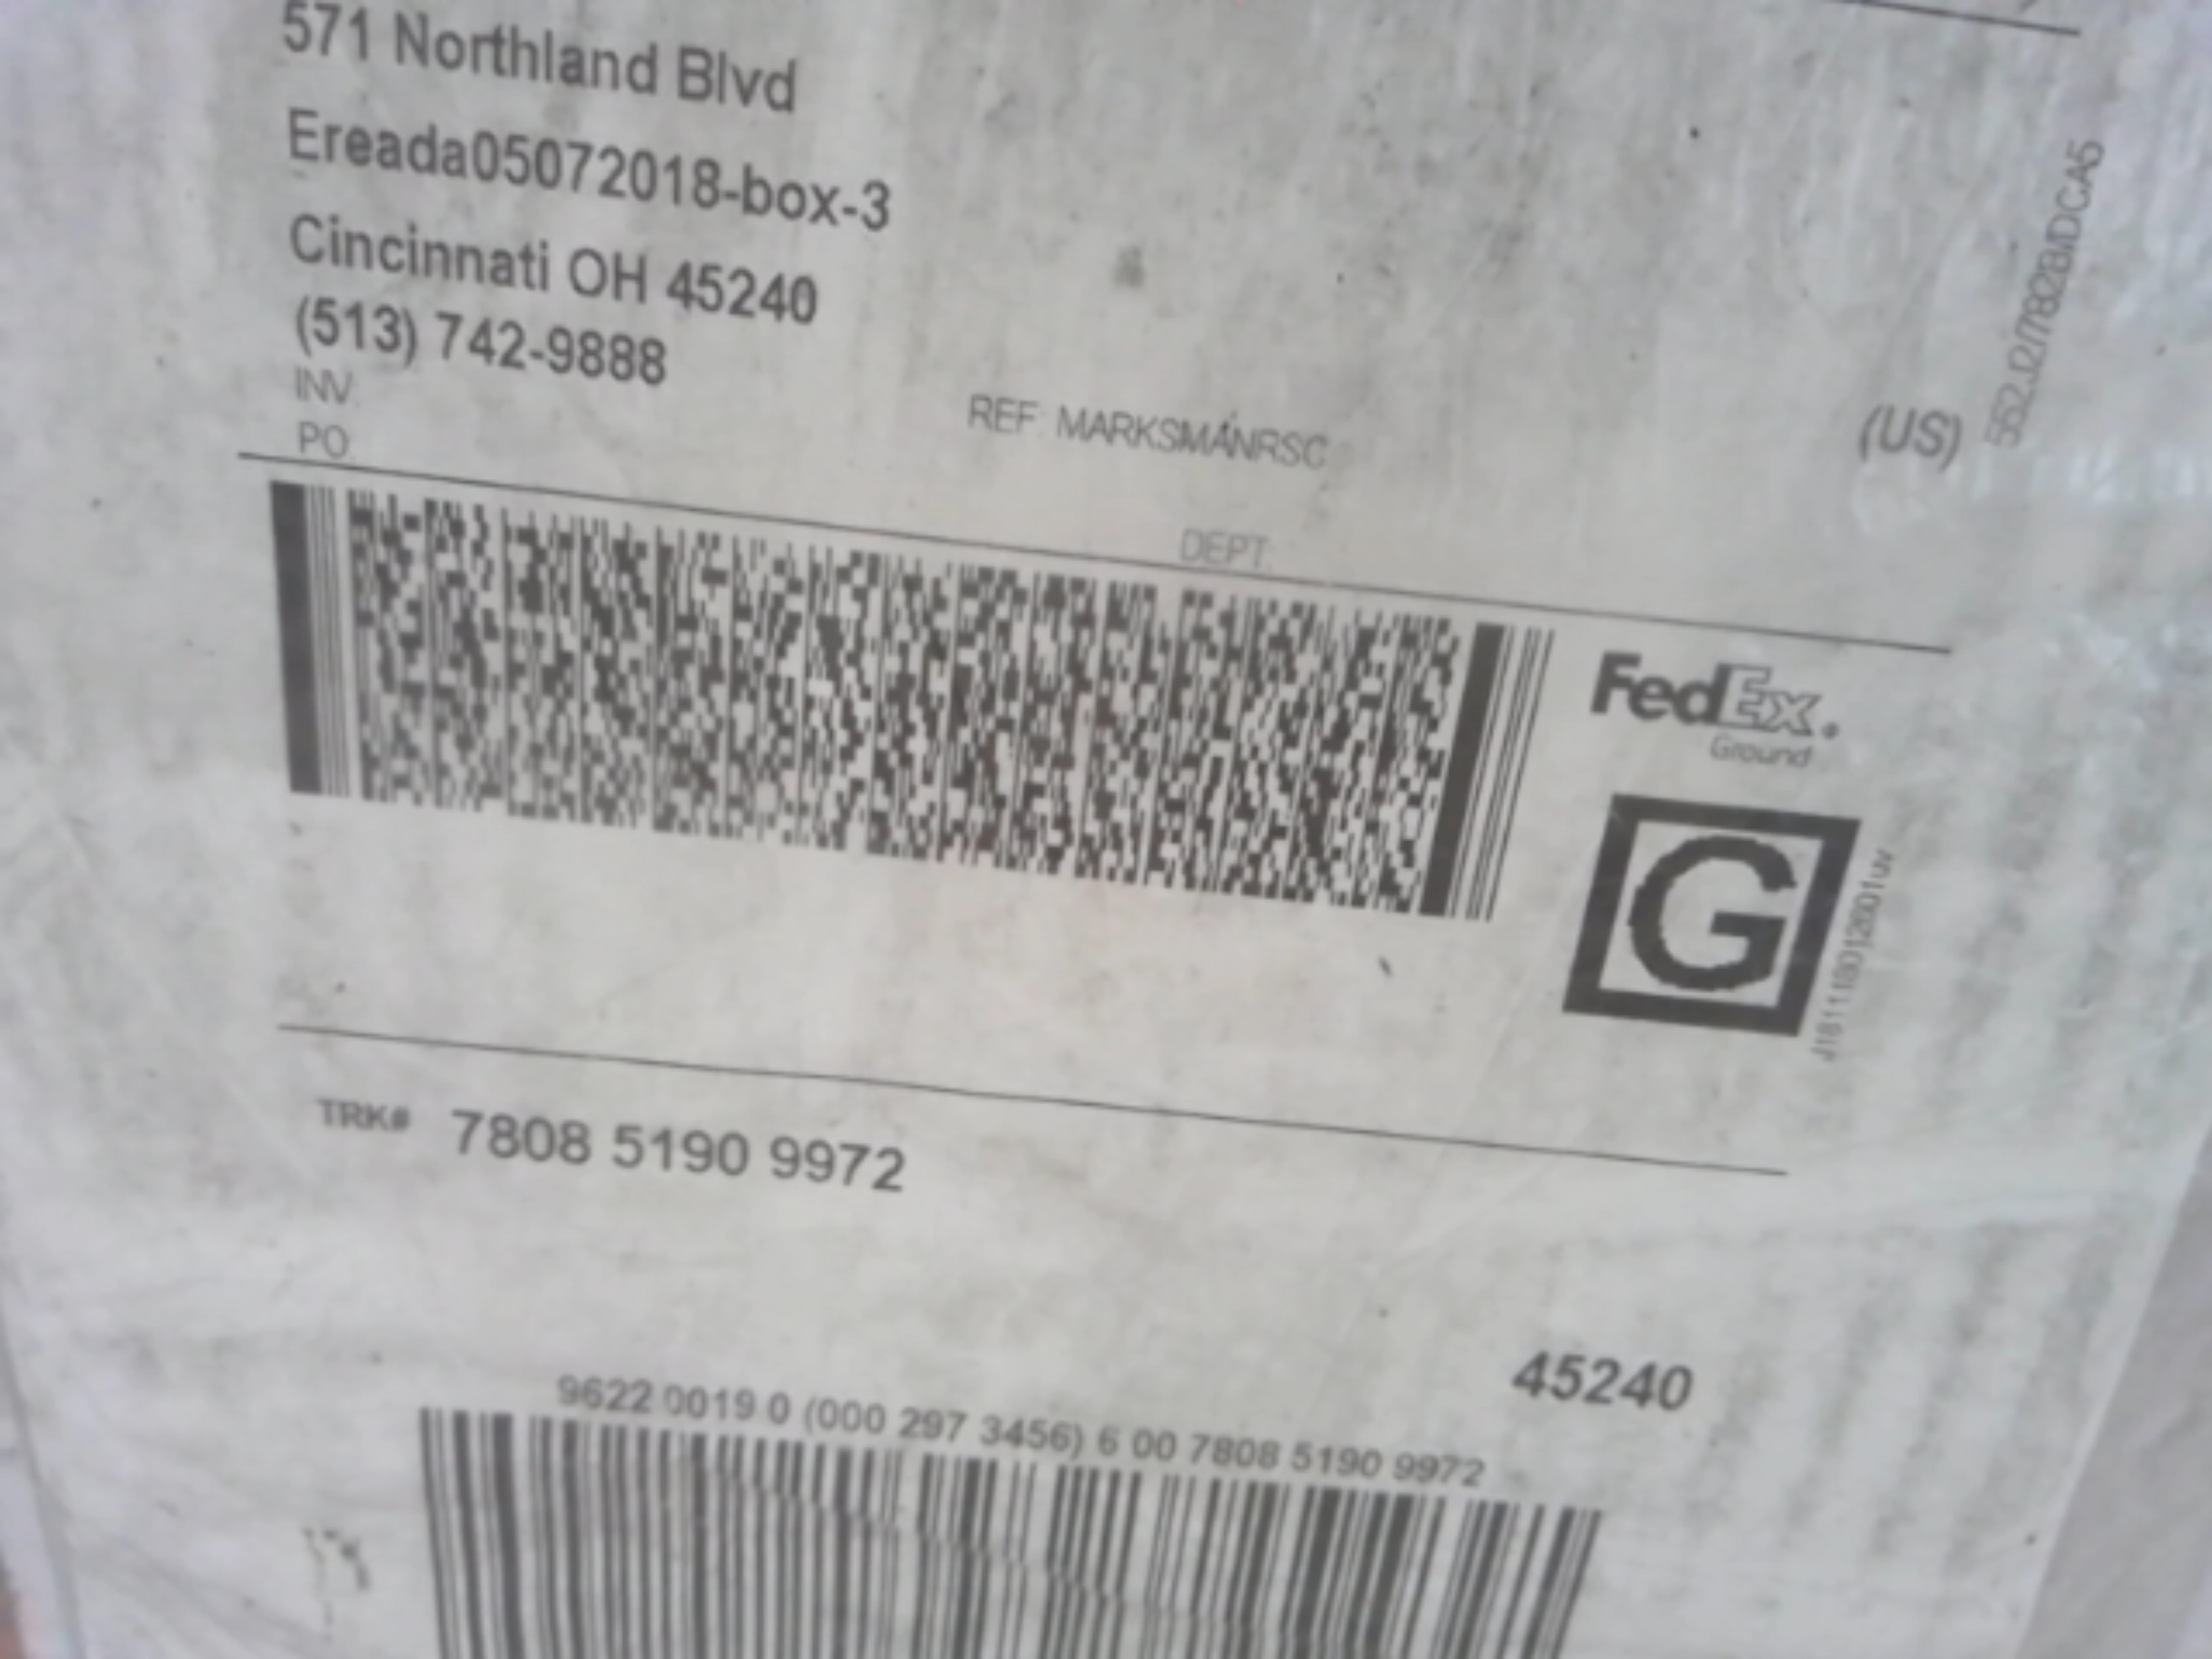 571 Northland Blvd
Ereada05072018-box-3
Cincinnati OH 45240
(513) 742-9888
INV:
REF: MARKSMANRSC
(US)
PO:
DEPT:
FedEx.
Ground
G
TRK# 7808 5190 9972
45240
9622 0019 0 (000 297 3456) 6 00 7808 5190 9972